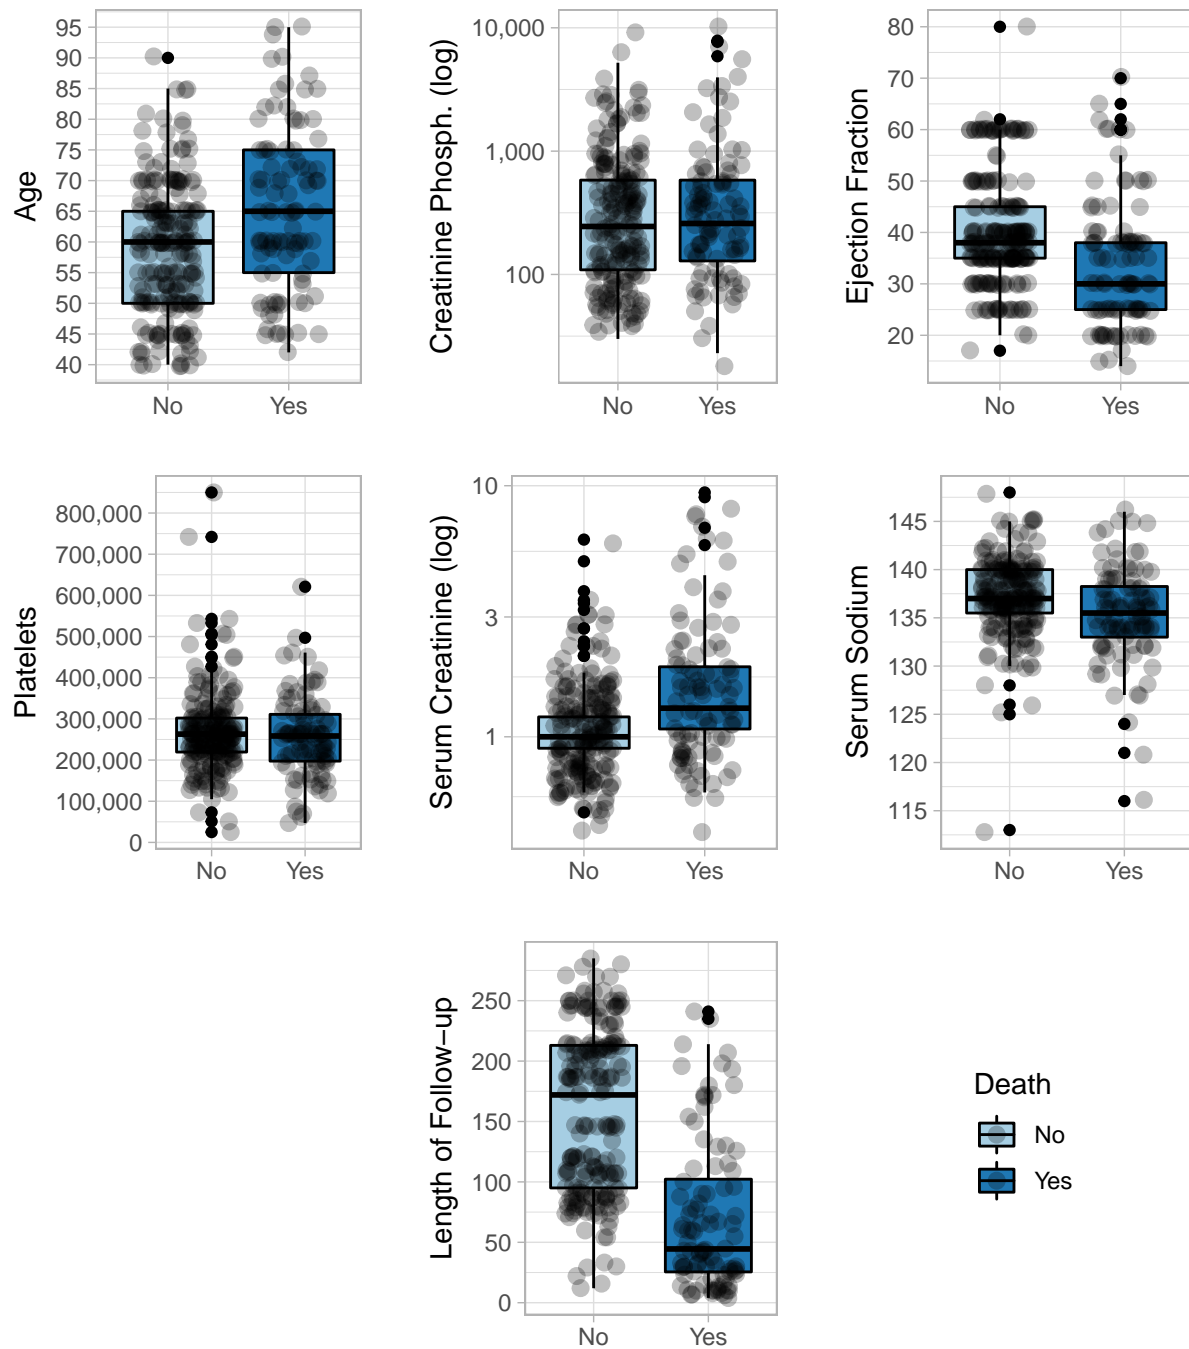 Age
95
90
85
80
75
70
65
60
55
50
45
40
No
Yes
Creatinine Phosph. (log)
10,000
1,000
100
No
Yes
Ejection Fraction
80
70
60
50
40
30
20
No
Yes
Platelets
800,000
700,000
600,000
500,000
400,000
300,000
200,000
100,000
0
No
Yes
Serum Creatinine (log)
10
3
1
No
Yes
Serum Sodium
145
140
135
130
125
120
115
No
Yes
Length of Follow−up
250
200
150
100
50
0
No
Yes
Death
No
Yes